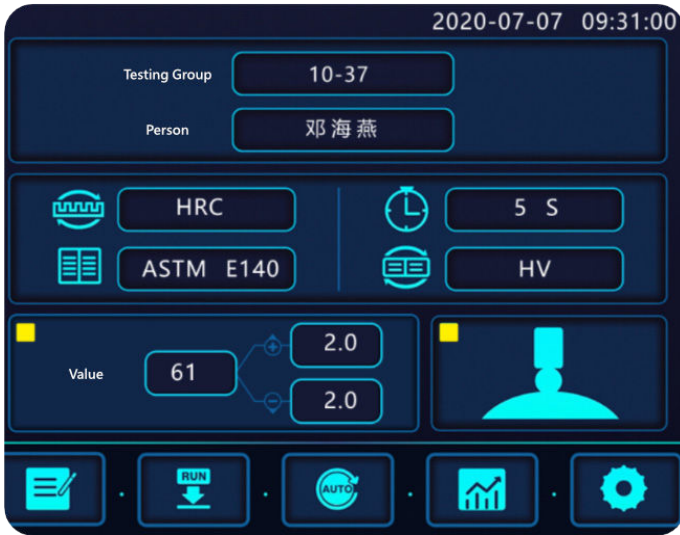 2020-07-07 09:31:00
Testing Group 10-37
Person 邓海燕
HRC 5 S
ASTM E140 HV
2.0
Value 61
2.0
RUN
AUTO